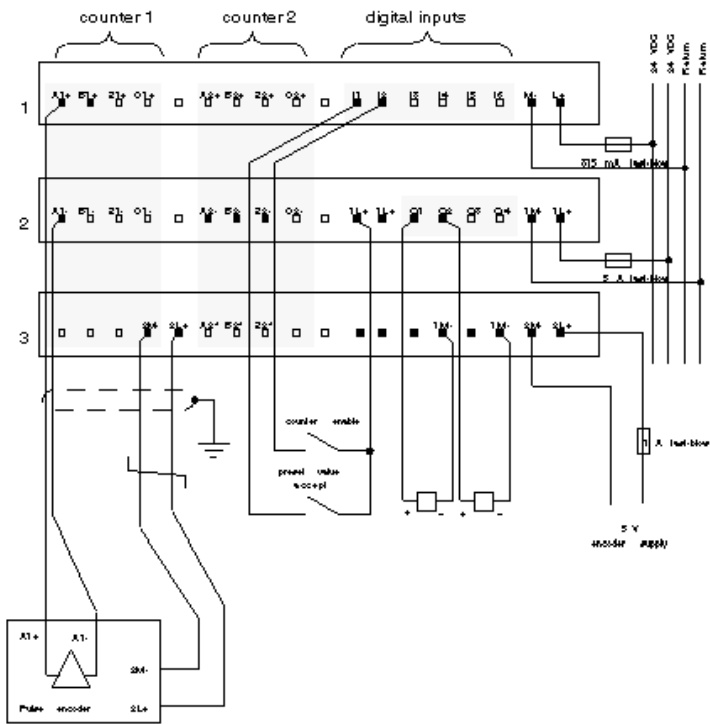 counter 1 counter 2 digital inputs
24 VDC 24 VDC Return Return
1
A1+ B1+ Z1+ O1+ A2+ B2+ Z2+ O2+ I1 I2 I3 I4 I5 I6 M- L+
815 mA fast-blow
2
A1- B1- Z1- O1- A2- B2- Z2- O2- 1L+ 1L+ Q1 Q2 Q3 Q4 1M- 1L+
5 A fast-blow
3
2M- 2L+ A2* B2* Z2* 1M- 1M- 2M- 2L+
counter enable
1 A fast-blow
preset value
accept
+ - + -
5 V
encoder supply
A1+ A1-
2M-
Pulse encoder 2L+